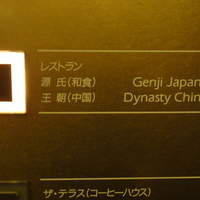 レストラン
源 氏(和食) Genji Japan
王 朝(中国) Dynasty Chin
ザ・テラス(コーヒーハウス)